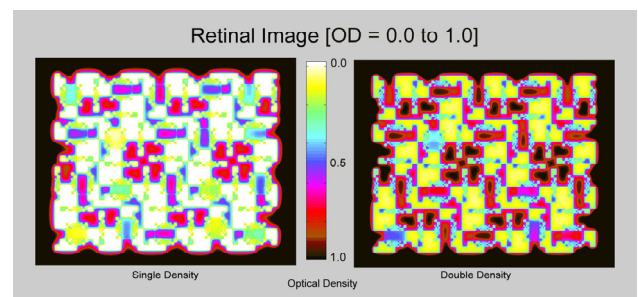 Retinal Image [OD = 0.0 to 1.0]
0.0
0.6
1.0
Single Density
Optical Density
Double Density